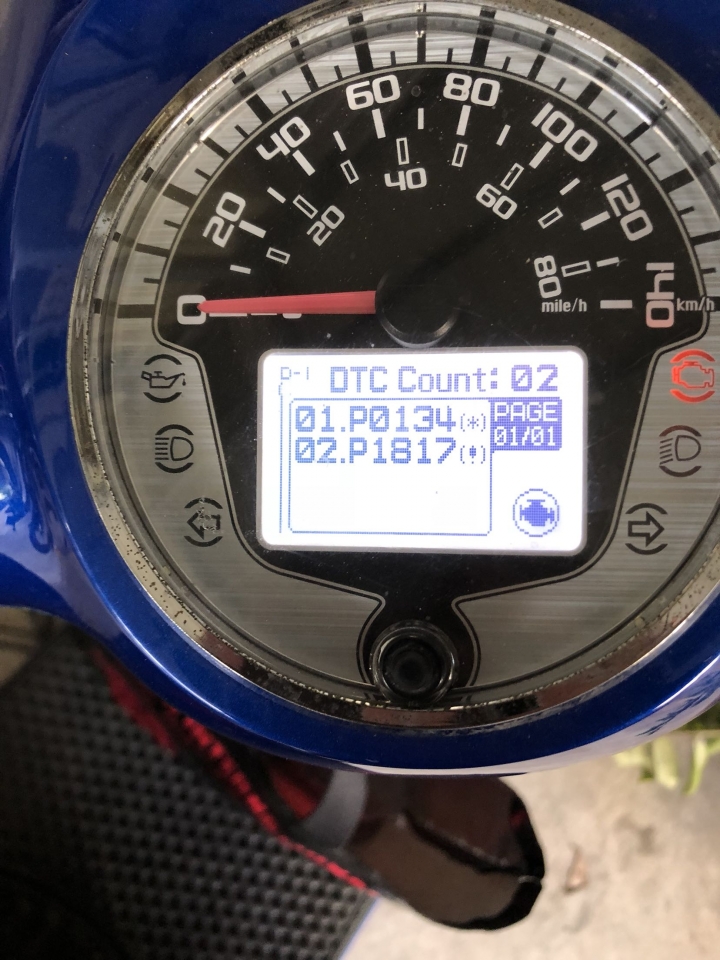 60 80
40 100
20 40 60 120
20 80
0 mile/h 140 km/h
D-1 DTC Count: 02
01.P0134(*) PAGE
02.P1817(!) 01/01